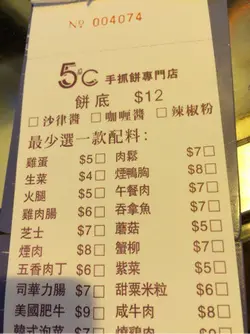 No 004074
5℃ 手抓餅專門店
餅底 $12
□沙律醬 □咖喱醬 □辣椒粉
最少選一款配料:
雞蛋 $5□ 肉鬆 $7□
生菜 $4□ 煙鴨胸 $8□
火腿 $5□ 午餐肉 $7□
雞肉腸 $6□ 吞拿魚 $7□
芝士 $7□ 蘑菇 $5□
煙肉 $8□ 蟹柳 $7□
五香肉丁 $6□ 紫菜 $5□
司華力腸 $7□ 甜粟米粒 $6□
美國肥牛 $9□ 咸牛肉 $8□
韓式泡菜